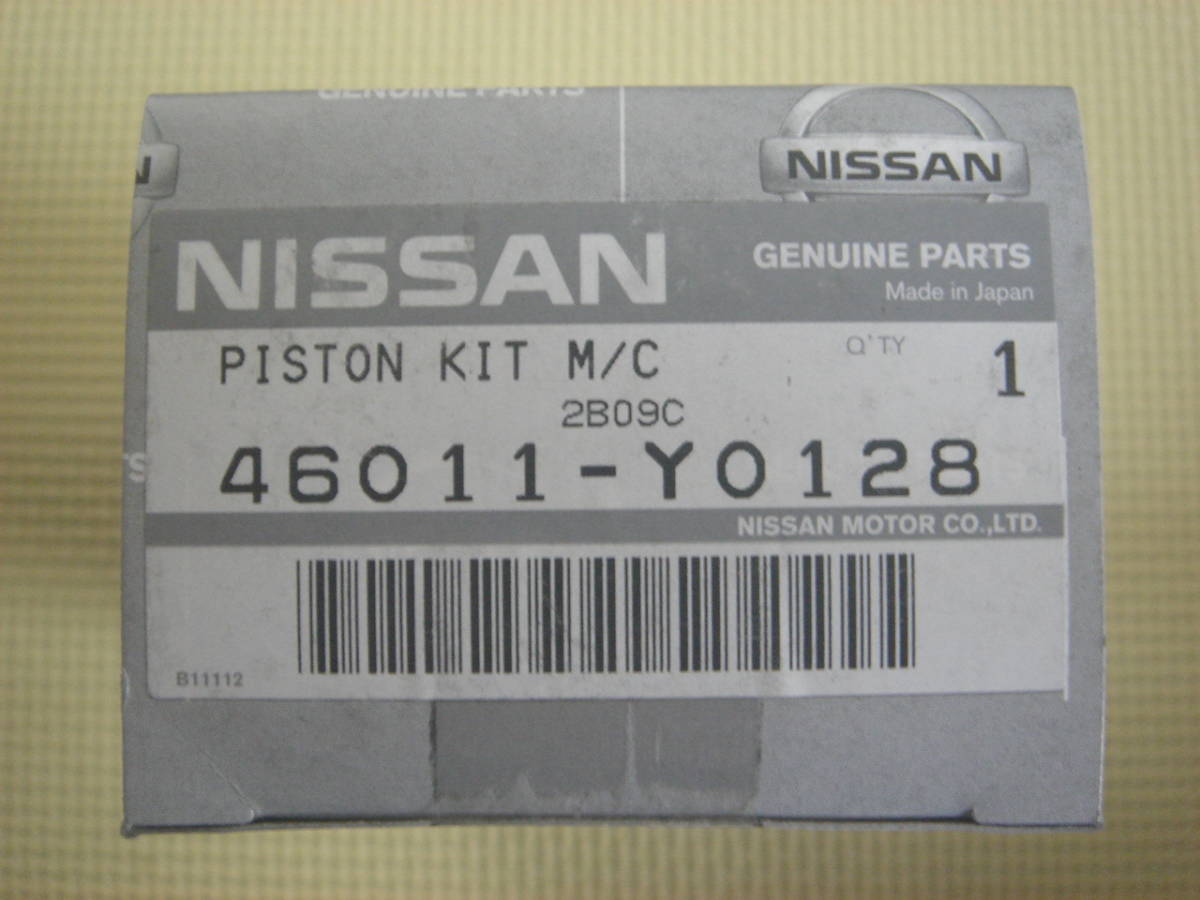 GENUINE PARTS
NISSAN
NISSAN
GENUINE PARTS
Made in Japan
PISTON KIT M/C
Q'TY 1
2B09C
46011-Y0128
NISSAN MOTOR CO.,LTD.
B11112